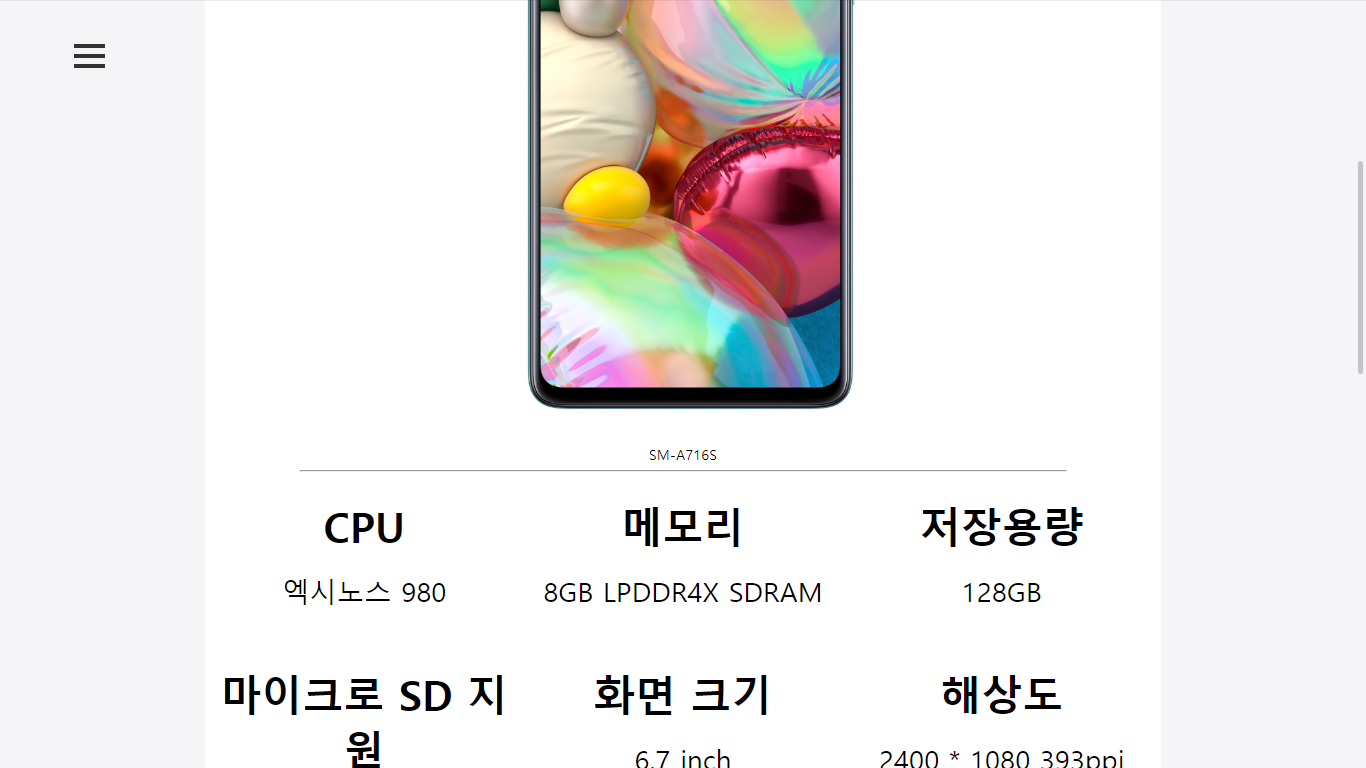 SM-A716S
CPU
메모리
저장용량
엑시노스 980
8GB LPDDR4X SDRAM
128GB
마이크로 SD 지
원
화면 크기
해상도
6.7 inch
2400 * 1080 393ppi